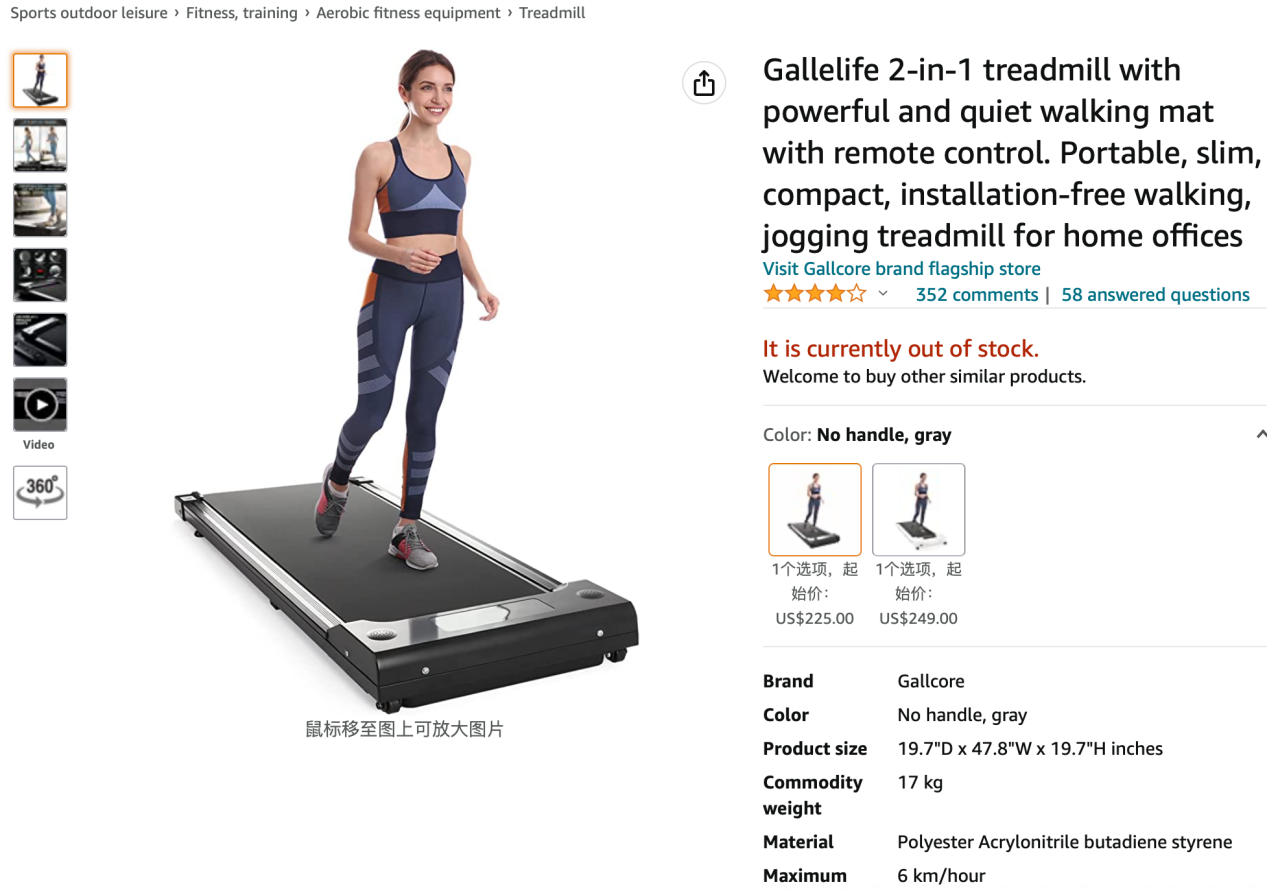 Sports outdoor leisure › Fitness, training › Aerobic fitness equipment › Treadmill
Gallelife 2-in-1 treadmill with
powerful and quiet walking mat
with remote control. Portable, slim,
compact, installation-free walking,
jogging treadmill for home offices
Visit Gallcore brand flagship store
352 comments | 58 answered questions
It is currently out of stock.
Welcome to buy other similar products.
Color: No handle, gray
1个选项，起
始价：
US$225.00
1个选项，起
始价：
US$249.00
Video
360°
鼠标移至图上可放大图片
Brand Gallcore
Color No handle, gray
Product size 19.7"D x 47.8"W x 19.7"H inches
Commodity
weight 17 kg
Material Polyester Acrylonitrile butadiene styrene
Maximum 6 km/hour